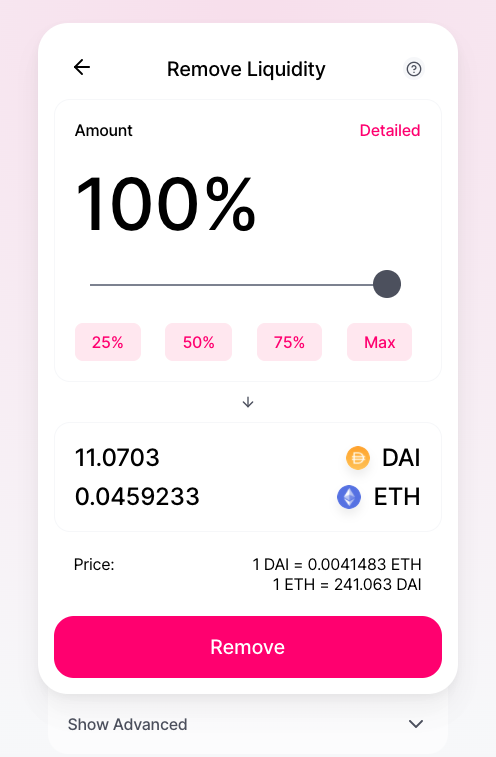 Remove Liquidity
Amount Detailed
100%
25% 50% 75% Max
11.0703 DAI
0.0459233 ETH
Price: 1 DAI = 0.0041483 ETH
1 ETH = 241.063 DAI
Remove
Show Advanced